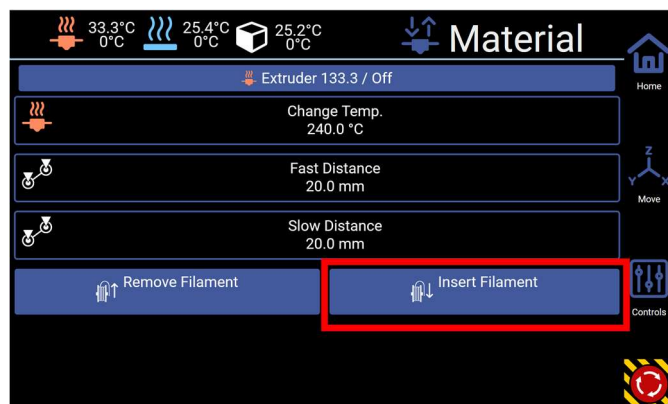 33.3°C
0°C
25.4°C
0°C
25.2°C
0°C
Material
Extruder 133.3 / Off
Home
Change Temp.
240.0 °C
Fast Distance
20.0 mm
Z
Y X
Move
Slow Distance
20.0 mm
Remove Filament
Insert Filament
Controls